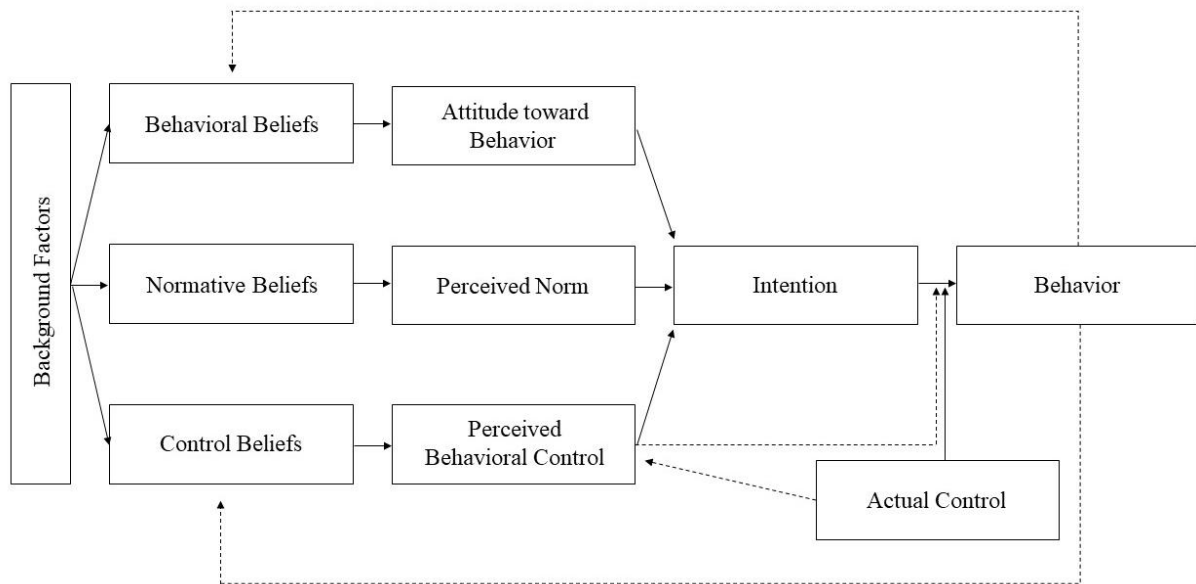 Background Factors
Behavioral Beliefs
Attitude toward
Behavior
Normative Beliefs
Perceived Norm
Intention
Behavior
Control Beliefs
Perceived
Behavioral Control
Actual Control